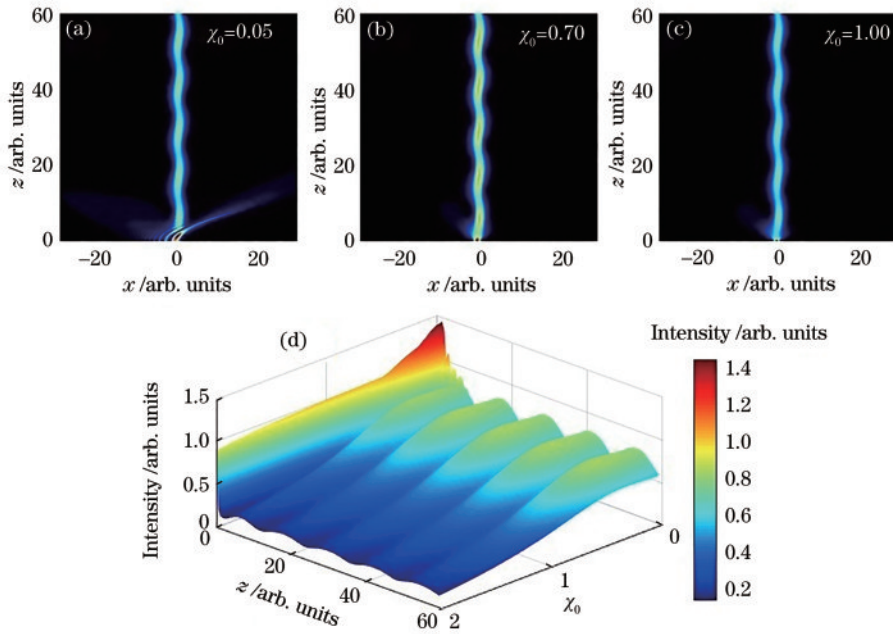 (a) χ₀=0.05
(b) χ₀=0.70
(c) χ₀=1.00
60
40
20
0
z /arb. units
−20 0 20
x /arb. units
60
40
20
0
z /arb. units
−20 0 20
x /arb. units
60
40
20
0
z /arb. units
−20 0 20
x /arb. units
(d)
1.5
1.0
0.5
0
Intensity /arb. units
0
20
40
60
z /arb. units
2
1
0
χ₀
Intensity /arb. units
1.4
1.2
1.0
0.8
0.6
0.4
0.2